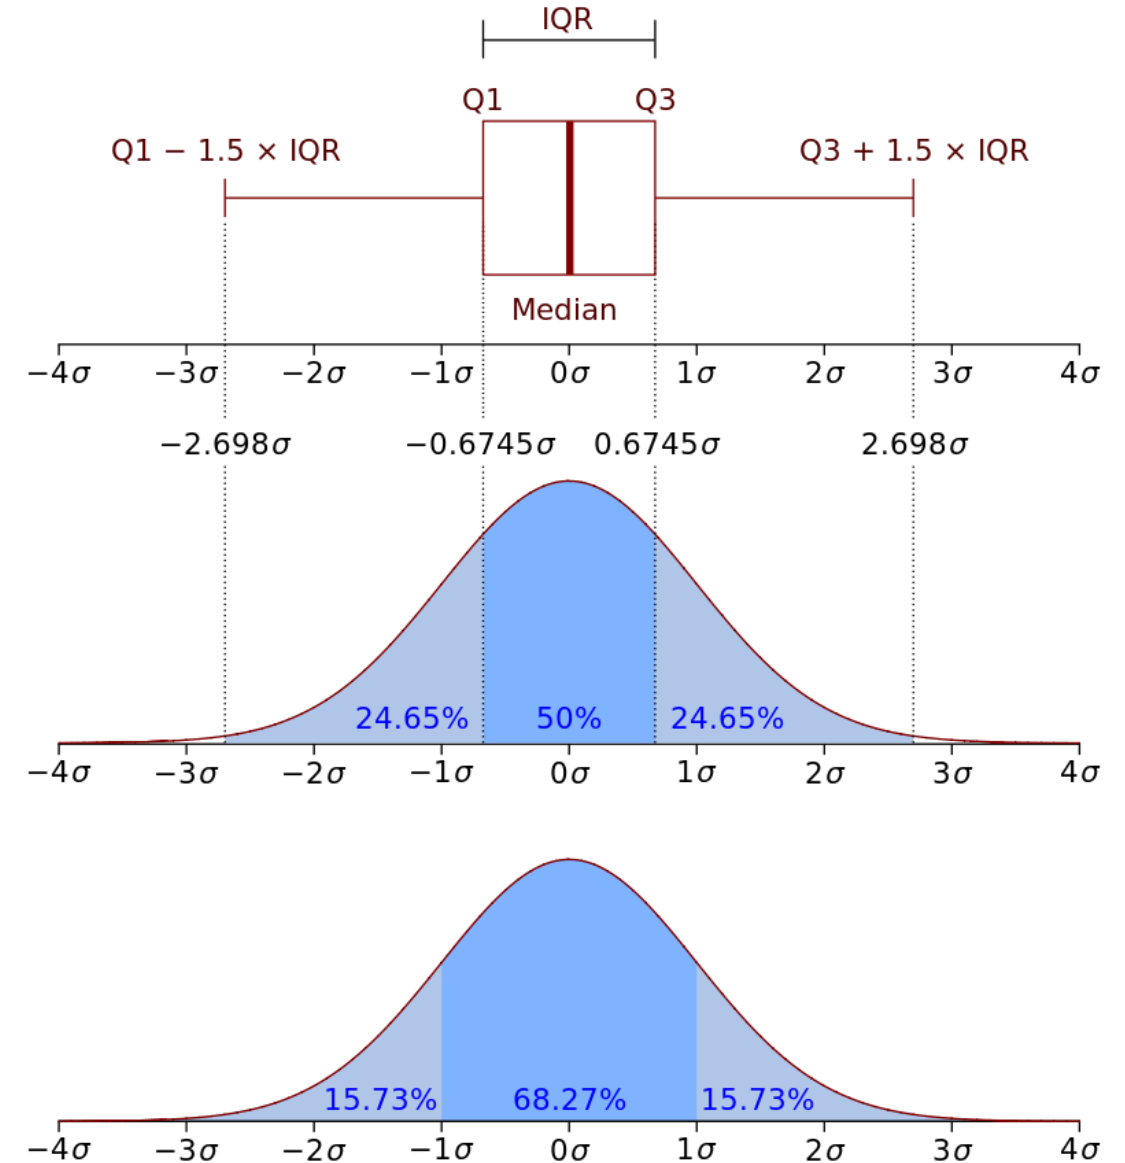 IQR
Q1 Q3
Q1 − 1.5 × IQR Q3 + 1.5 × IQR
Median
−4σ −3σ −2σ −1σ 0σ 1σ 2σ 3σ 4σ
−2.698σ −0.6745σ 0.6745σ 2.698σ
24.65% 50% 24.65%
−4σ −3σ −2σ −1σ 0σ 1σ 2σ 3σ 4σ
15.73% 68.27% 15.73%
−4σ −3σ −2σ −1σ 0σ 1σ 2σ 3σ 4σ